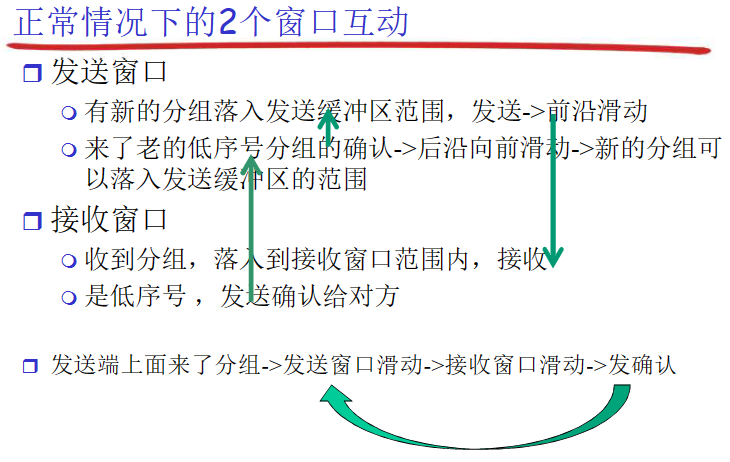 正常情况下的2个窗口互动
发送窗口
有新的分组落入发送缓冲区范围，发送->前沿滑动
来了老的低序号分组的确认->后沿向前滑动->新的分组可
以落入发送缓冲区的范围
接收窗口
收到分组，落入到接收窗口范围内，接收
是低序号，发送确认给对方
发送端上面来了分组->发送窗口滑动->接收窗口滑动->发确认